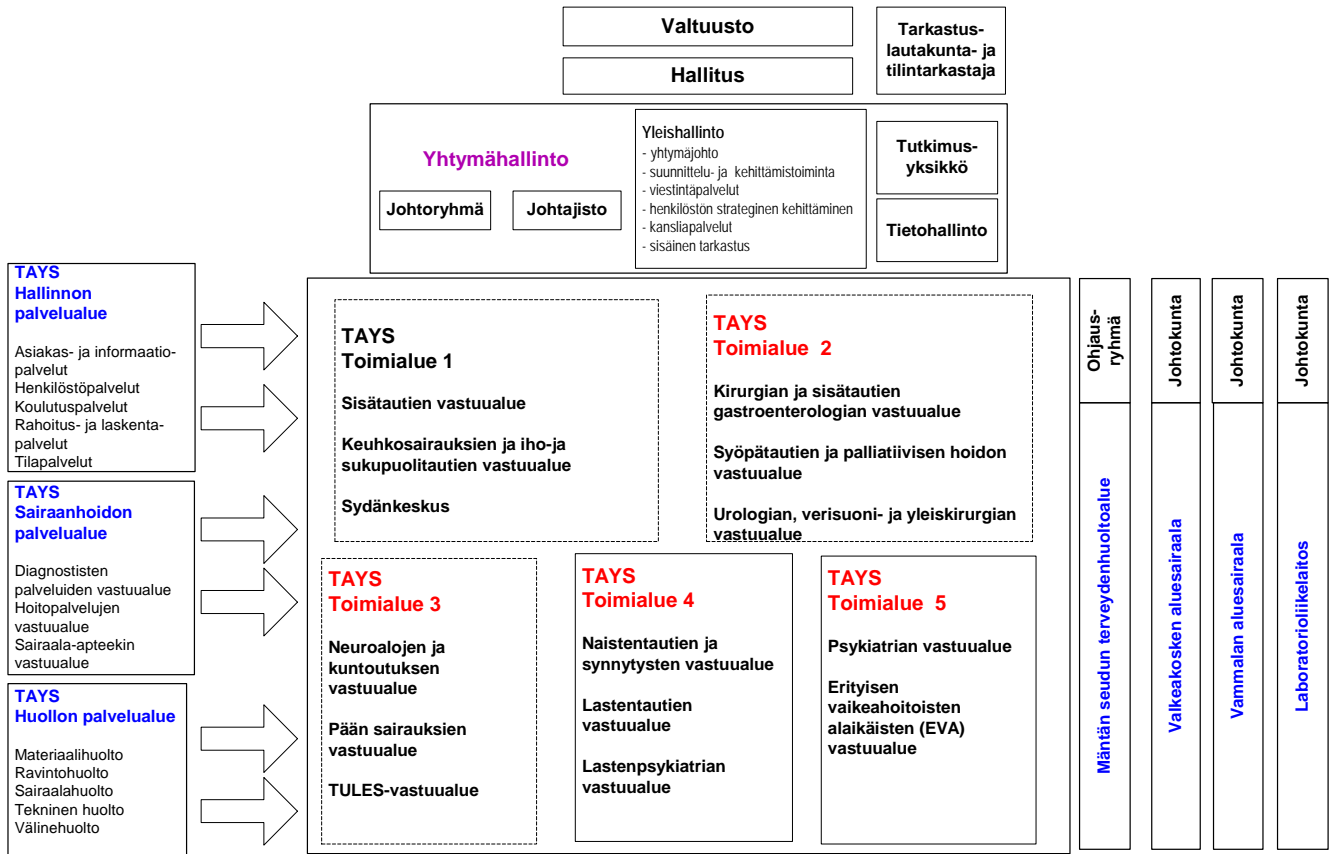 Valtuusto
Hallitus
Tarkastus-
lautakunta- ja
tilintarkastaja
Yhtymähallinto
Johtoryhmä
Johtajisto
Yleishallinto
- yhtymäjohto
- suunnittelu- ja kehittämistoiminta
- viestintäpalvelut
- henkilöstön strateginen kehittäminen
- kansliapalvelut
- sisäinen tarkastus
Tutkimus-
yksikkö
Tietohallinto
TAYS
Hallinnon
palvelualue
Asiakas- ja informaatio-
palvelut
Henkilöstöpalvelut
Koulutuspalvelut
Rahoitus- ja laskenta-
palvelut
Tilapalvelut
TAYS
Sairaanhoidon
palvelualue
Diagnostisten
palveluiden vastuualue
Hoitopalvelujen
vastuualue
Sairaala-apteekin
vastuualue
TAYS
Huollon palvelualue
Materiaalihuolto
Ravintohuolto
Sairaalahuolto
Tekninen huolto
Välinehuolto
TAYS
Toimialue 1
Sisätautien vastuualue
Keuhkosairauksien ja iho-ja
sukupuolitautien vastuualue
Sydänkeskus
TAYS
Toimialue 2
Kirurgian ja sisätautien
gastroenterologian vastuualue
Syöpätautien ja palliatiivisen hoidon
vastuualue
Urologian, verisuoni- ja yleiskirurgian
vastuualue
TAYS
Toimialue 3
Neuroalojen ja
kuntoutuksen
vastuualue
Pään sairauksien
vastuualue
TULES-vastuualue
TAYS
Toimialue 4
Naistentautien ja
synnytysten vastuualue
Lastentautien
vastuualue
Lastenpsykiatrian
vastuualue
TAYS
Toimialue 5
Psykiatrian vastuualue
Erityisen
vaikeahoitoisten
alaikäisten (EVA)
vastuualue
Ohjaus-
ryhmä
Mäntän seudun terveydenhuoltoalue
Johtokunta
Valkeakosken aluesairaala
Johtokunta
Vammalan aluesairaala
Johtokunta
Laboratorioliikelaitos